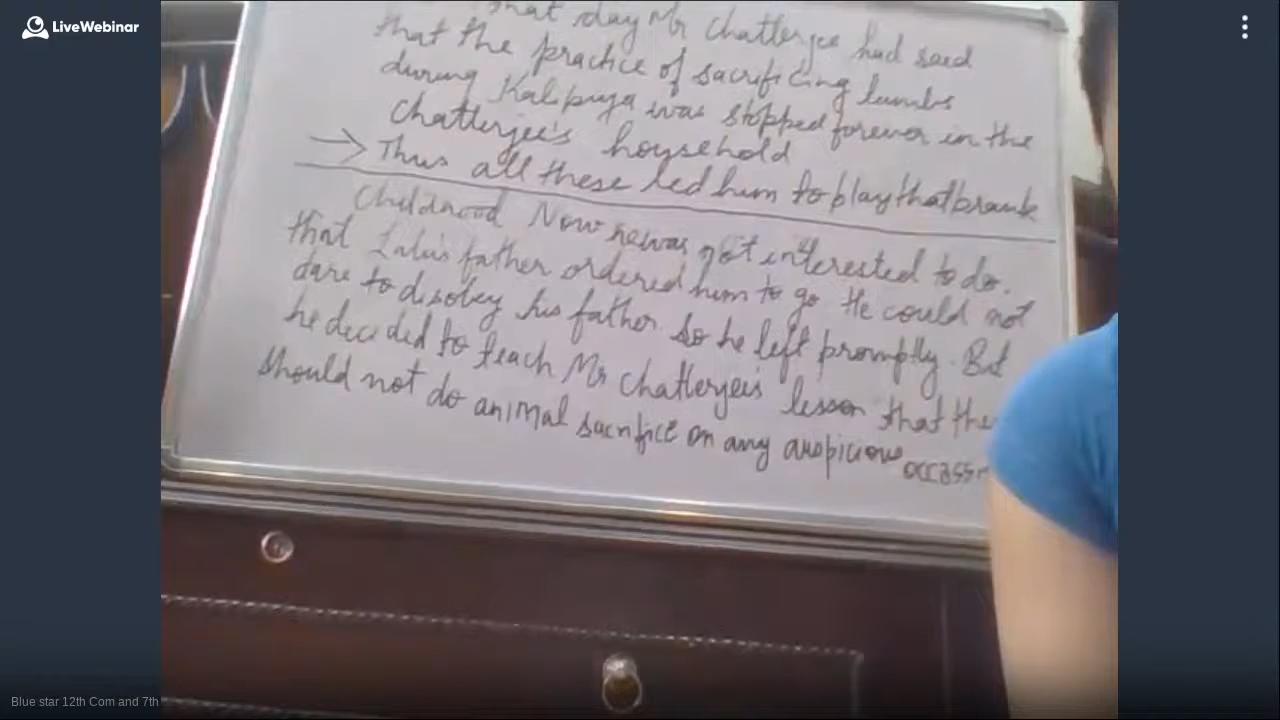 LiveWebinar
that day Mr Chatterjee had said
that the practice of sacrificing lambs
during Kalipuja was stopped forever in the
Chatterjee's household
→ Thus all these led him to play that prank
Childhood Now he was not interested to do.
that Lalu's father ordered him to go He could not
dare to disobey his father. So he left promptly. But
he decided to teach Mr Chatterjee's lesson that the
should not do animal sacrifice on any auspicious
Blue star 12th Com and 7th